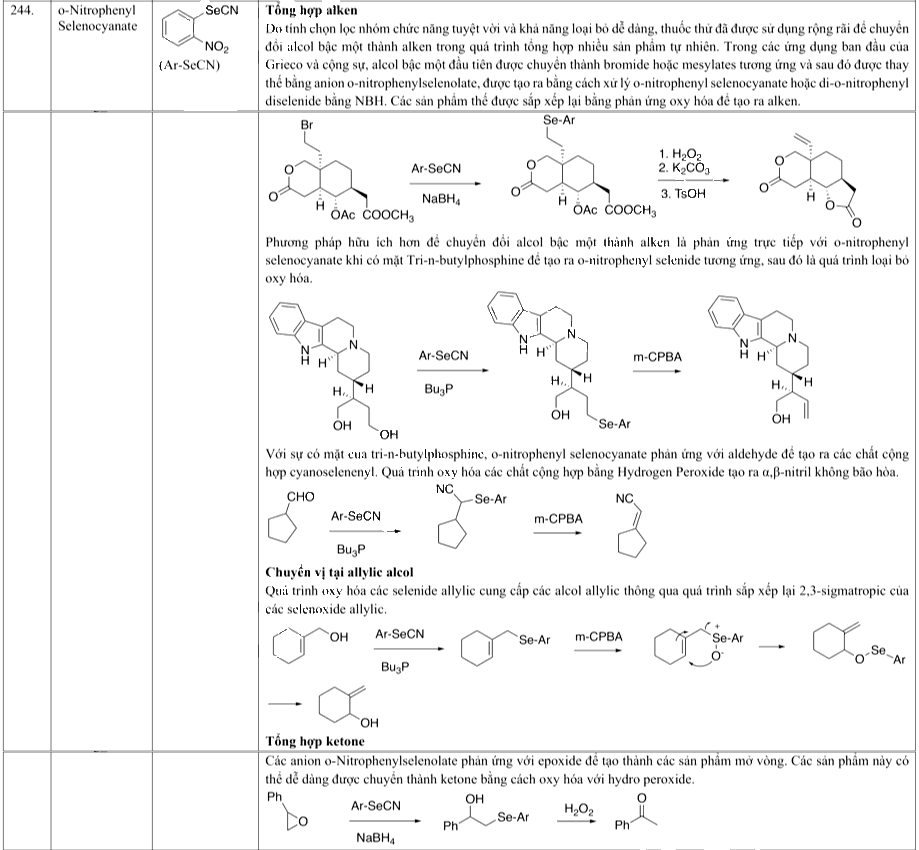 244.
o-Nitrophenyl
Selenocyanate
SeCN
NO2
(Ar-SeCN)
Tổng hợp alken
Do tính chọn lọc nhóm chức năng tuyệt vời và khả năng loại bỏ dễ dàng, thuốc thử đã được sử dụng rộng rãi để chuyển
đổi alcol bậc một thành alken trong quá trình tổng hợp nhiều sản phẩm tự nhiên. Trong các ứng dụng ban đầu của
Grieco và cộng sự, alcol bậc một đầu tiên được chuyển thành bromide hoặc mesylates tương ứng và sau đó được thay
thế bằng anion o-nitrophenylselenolate, được tạo ra bằng cách xử lý o-nitrophenyl selenocyanate hoặc di-o-nitrophenyl
diselenide bằng NBH. Các sản phẩm thế được sắp xếp lại bằng phản ứng oxy hóa để tạo ra alken.
Br
O
O
H
OAc COOCH3
Ar-SeCN
NaBH4
Se-Ar
O
O
H
OAc COOCH3
1. H2O2
2. K2CO3
3. TsOH
O
O
H
O
O
Phương pháp hữu ích hơn để chuyển đổi alcol bậc một thành alken là phản ứng trực tiếp với o-nitrophenyl
selenocyanate khi có mặt Tri-n-butylphosphine để tạo ra o-nitrophenyl selenide tương ứng, sau đó là quá trình loại bỏ
oxy hóa.
N
H
H
N
H
H
OH
OH
Ar-SeCN
Bu3P
N
H
H
N
H
H
OH
Se-Ar
m-CPBA
N
H
H
N
H
H
OH
Với sự có mặt của tri-n-butylphosphine, o-nitrophenyl selenocyanate phản ứng với aldehyde để tạo ra các chất cộng
hợp cyanoselenenyl. Quá trình oxy hóa các chất cộng hợp bằng Hydrogen Peroxide tạo ra α,β-nitril không bão hòa.
CHO
Ar-SeCN
Bu3P
NC
Se-Ar
m-CPBA
NC
Chuyển vị tại allylic alcol
Quá trình oxy hóa các selenide allylic cung cấp các alcol allylic thông qua quá trình sắp xếp lại 2,3-sigmatropic của
các selenoxide allylic.
OH
Ar-SeCN
Bu3P
Se-Ar
m-CPBA
+
Se-Ar
O-
O
Se
Ar
OH
Tổng hợp ketone
Các anion o-Nitrophenylselenolate phản ứng với epoxide để tạo thành các sản phẩm mở vòng. Các sản phẩm này có
thể dễ dàng được chuyển thành ketone bằng cách oxy hóa với hydro peroxide.
Ph
O
Ar-SeCN
NaBH4
OH
Ph
Se-Ar
H2O2
O
Ph